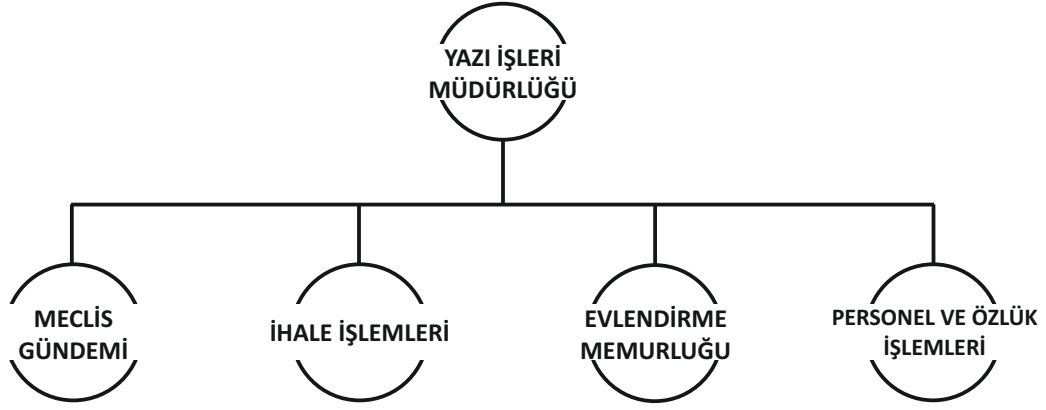 YAZI İŞLERİ
MÜDÜRLÜĞÜ
MECLİS
GÜNDEMİ
İHALE İŞLEMLERİ
EVLENDİRME
MEMURLUĞU
PERSONEL VE ÖZLÜK
İŞLEMLERİ